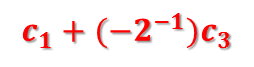 c₁ + (−2⁻¹)c₃